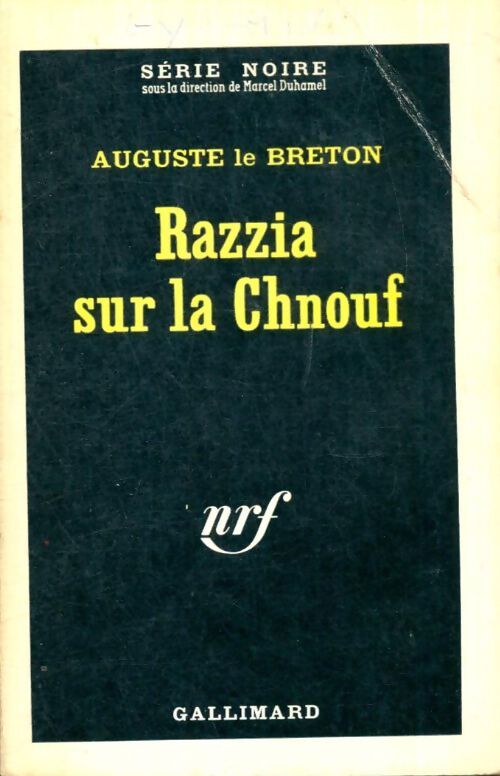 SÉRIE NOIRE
sous la direction de Marcel Duhamel
AUGUSTE le BRETON
Razzia
sur la Chnouf
nrf
GALLIMARD